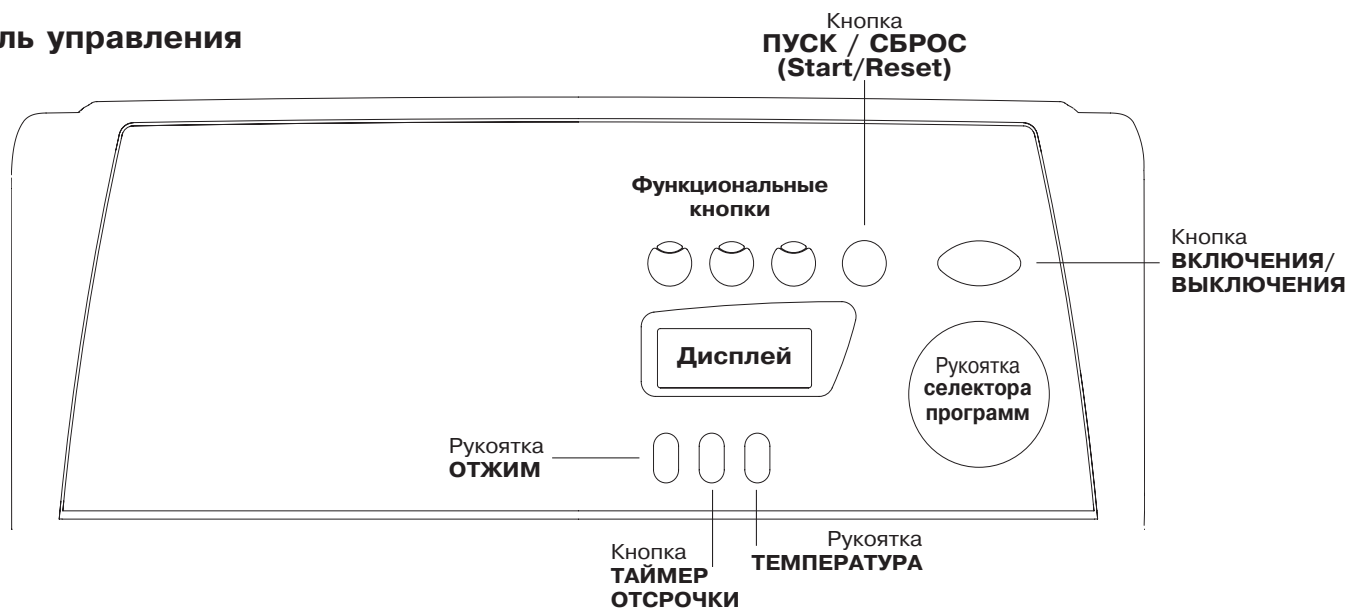 Кнопка
ПУСК / СБРОС
(Start/Reset)
ль управления
Функциональные
кнопки
Кнопка
ВКЛЮЧЕНИЯ/
ВЫКЛЮЧЕНИЯ
Дисплей
Рукоятка
селектора
программ
Рукоятка
ОТЖИМ
Кнопка
ТАЙМЕР
ОТСРОЧКИ
Рукоятка
ТЕМПЕРАТУРА